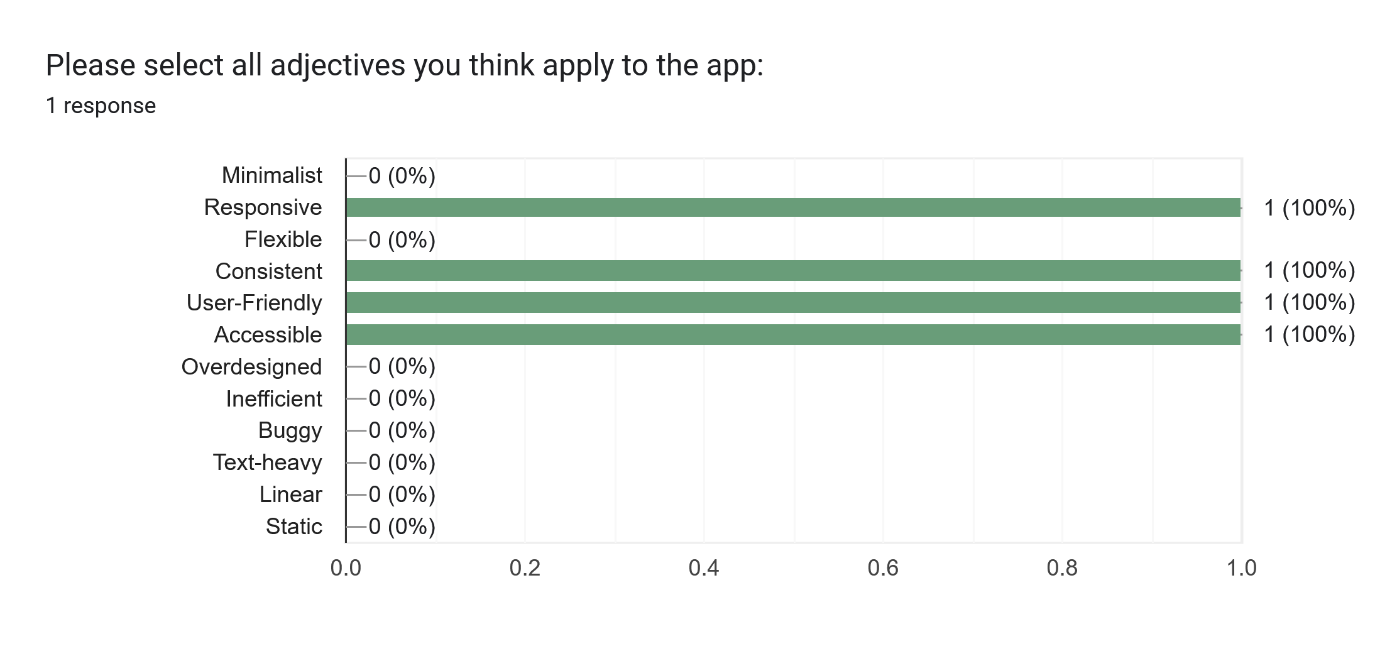 Please select all adjectives you think apply to the app:
1 response
Minimalist 0 (0%)
Responsive 1 (100%)
Flexible 0 (0%)
Consistent 1 (100%)
User-Friendly 1 (100%)
Accessible 1 (100%)
Overdesigned 0 (0%)
Inefficient 0 (0%)
Buggy 0 (0%)
Text-heavy 0 (0%)
Linear 0 (0%)
Static 0 (0%)
0.0 0.2 0.4 0.6 0.8 1.0